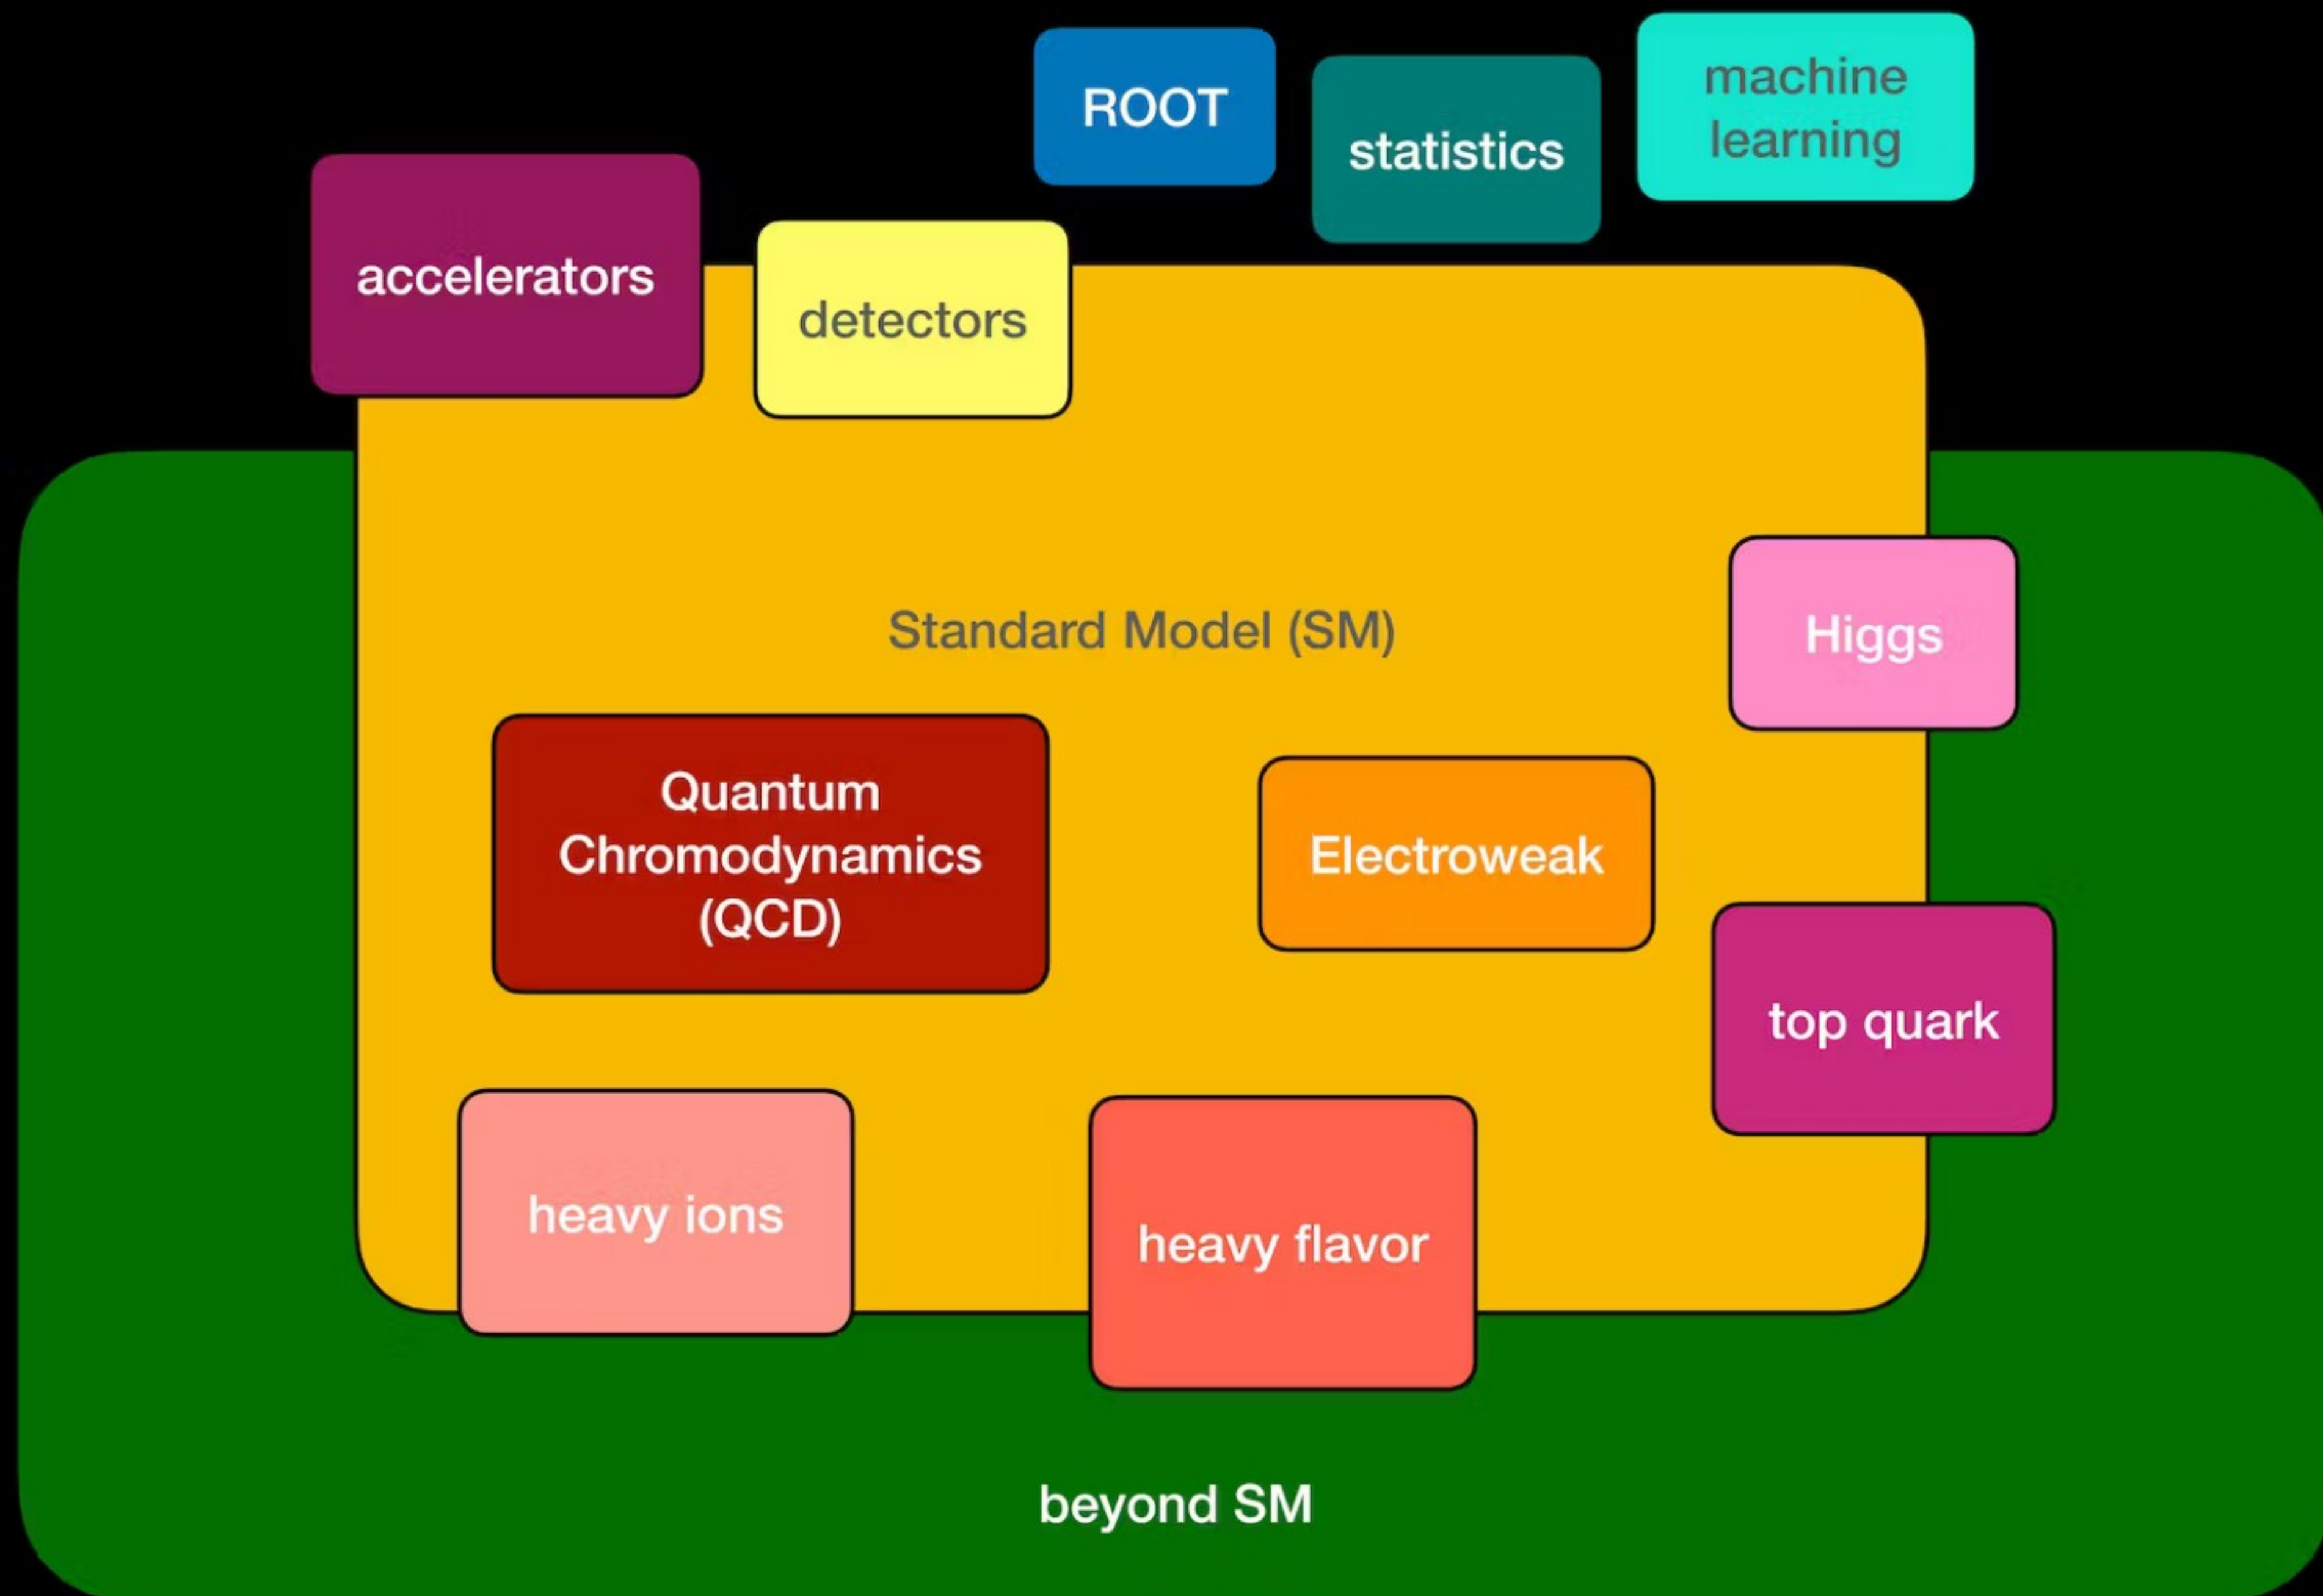 ROOT
statistics
machine
learning
accelerators
detectors
Standard Model (SM)
Higgs
Quantum
Chromodynamics
(QCD)
Electroweak
top quark
heavy ions
heavy flavor
beyond SM